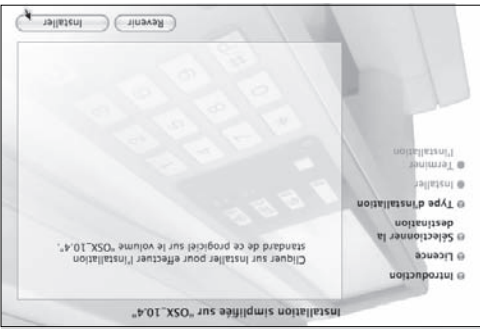 Installation simplifiée sur "OSX_10.4"
Introduction
Licence
Sélectionner la
destination
Type d'installation
Installer
Terminer
l'installation
Cliquer sur Installer pour effectuer l'installation
standard de ce progiciel sur le volume "OSX_10.4".
Revenir
Installer